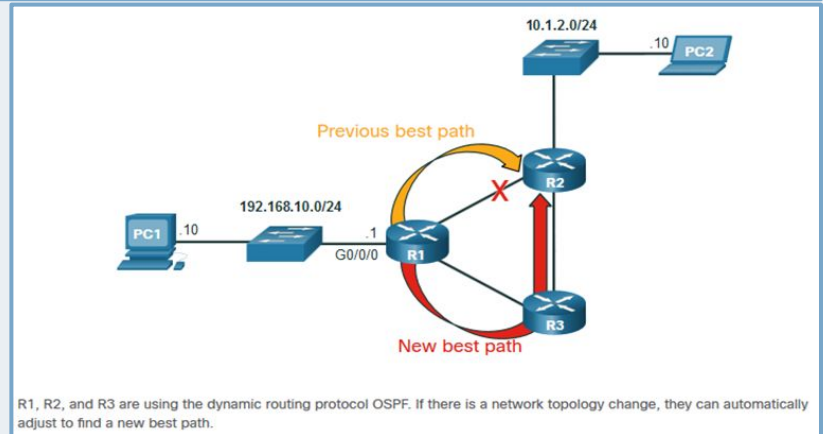 10.1.2.0/24
.10
PC2
Previous best path
R2
X
192.168.10.0/24
PC1
.10
.1
G0/0/0
R1
R3
New best path
R1, R2, and R3 are using the dynamic routing protocol OSPF. If there is a network topology change, they can automatically
adjust to find a new best path.